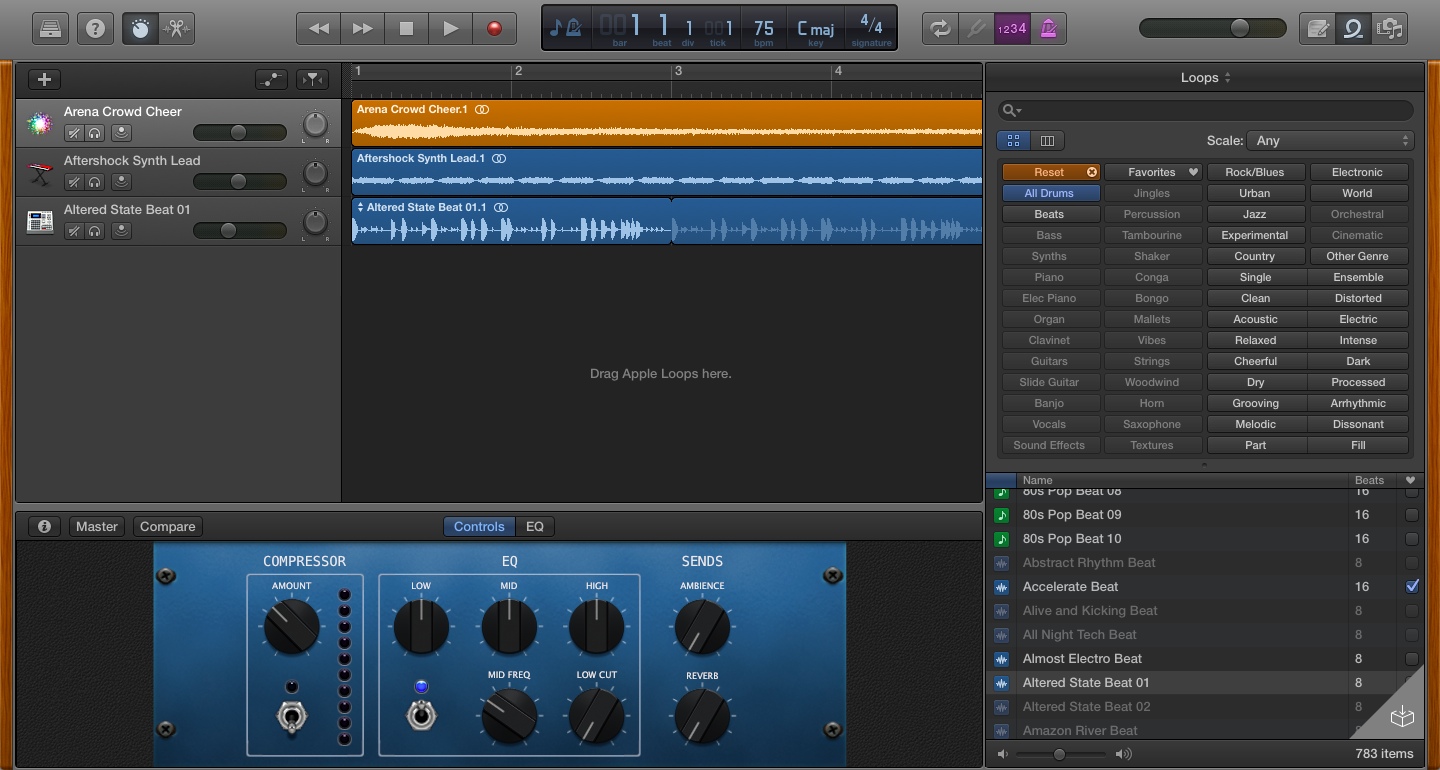 ?
001 1 1 001
bar beat div tick
75
bpm
C maj
key
4/4
signature
1234
Arena Crowd Cheer
L R
Aftershock Synth Lead
L R
Altered State Beat 01
L R
1 2 3 4
Arena Crowd Cheer.1
Aftershock Synth Lead.1
Altered State Beat 01.1
Drag Apple Loops here.
Master Compare Controls EQ
COMPRESSOR EQ SENDS
AMOUNT LOW MID HIGH AMBIENCE
MID FREQ LOW CUT REVERB
Loops
Scale: Any
Reset Favorites Rock/Blues Electronic
All Drums Jingles Urban World
Beats Percussion Jazz Orchestral
Bass Tambourine Experimental Cinematic
Synths Shaker Country Other Genre
Piano Conga Single Ensemble
Elec Piano Bongo Clean Distorted
Organ Mallets Acoustic Electric
Clavinet Vibes Relaxed Intense
Guitars Strings Cheerful Dark
Slide Guitar Woodwind Dry Processed
Banjo Horn Grooving Arrhythmic
Vocals Saxophone Melodic Dissonant
Sound Effects Textures Part Fill
Name Beats
80s Pop Beat 08 16
80s Pop Beat 09 16
80s Pop Beat 10 16
Abstract Rhythm Beat 8
Accelerate Beat 16
Alive and Kicking Beat 8
All Night Tech Beat 8
Almost Electro Beat 8
Altered State Beat 01 8
Altered State Beat 02 8
Amazon River Beat
783 items